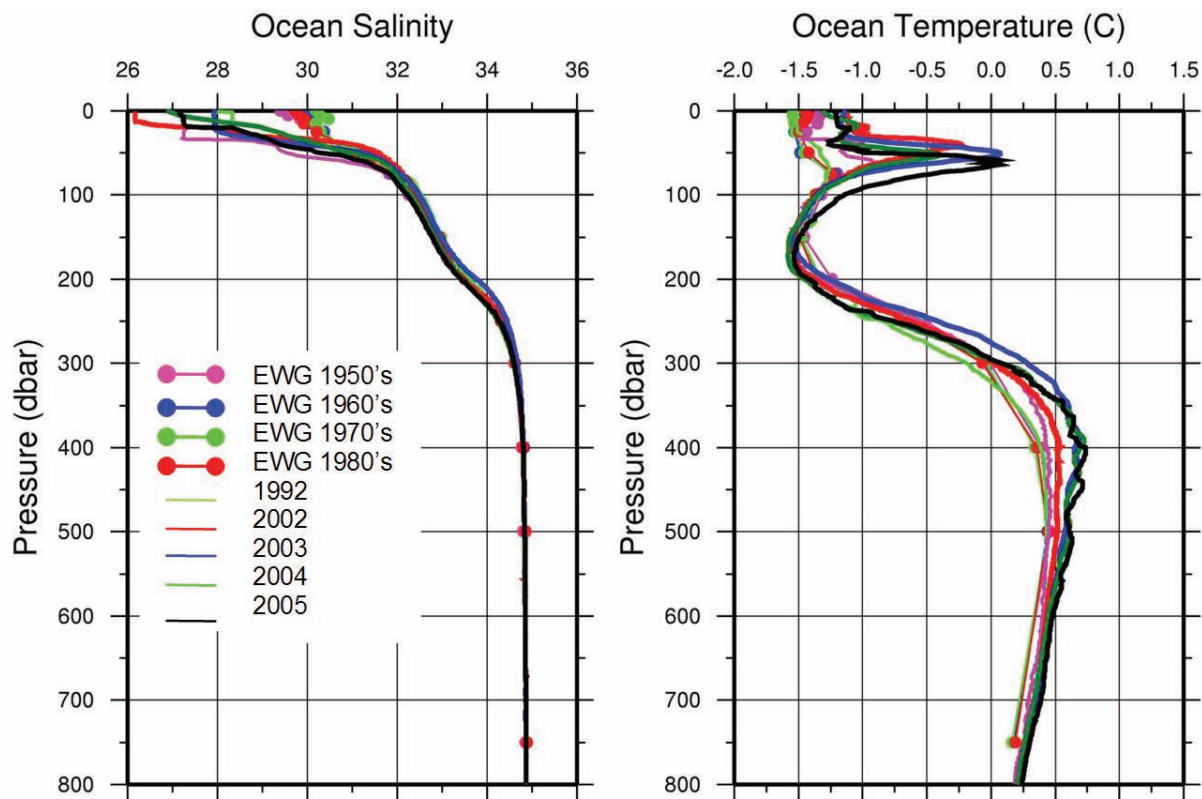 Ocean Salinity
26 28 30 32 34 36
Pressure (dbar)
0
100
200
300
400
500
600
700
800
EWG 1950's
EWG 1960's
EWG 1970's
EWG 1980's
1992
2002
2003
2004
2005
Ocean Temperature (C)
-2.0 -1.5 -1.0 -0.5 0.0 0.5 1.0 1.5
Pressure (dbar)
0
100
200
300
400
500
600
700
800